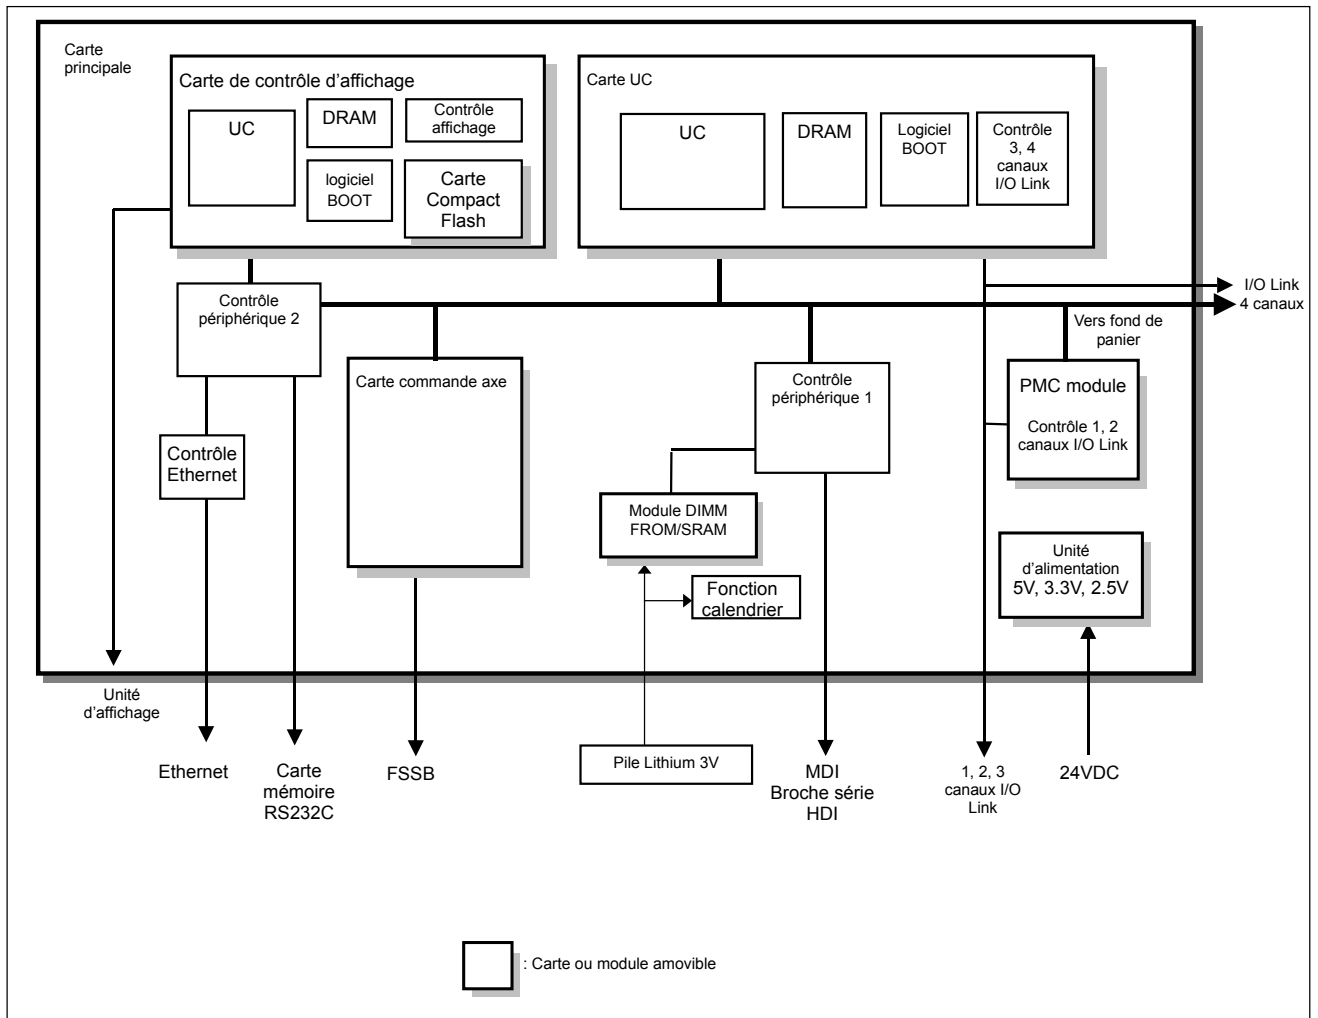 Carte
principale
Carte de contrôle d'affichage
UC
DRAM
Contrôle
affichage
logiciel
BOOT
Carte
Compact
Flash
Carte UC
UC
DRAM
Logiciel
BOOT
Contrôle
3, 4
canaux
I/O Link
Contrôle
périphérique 2
I/O Link
4 canaux
Vers fond de
panier
Carte commande axe
Contrôle
périphérique 1
PMC module
Contrôle 1, 2
canaux I/O Link
Contrôle
Ethernet
Module DIMM
FROM/SRAM
Unité
d'alimentation
5V, 3.3V, 2.5V
Fonction
calendrier
Unité
d'affichage
Ethernet
Carte
mémoire
RS232C
FSSB
Pile Lithium 3V
MDI
Broche série
HDI
1, 2, 3
canaux I/O
Link
24VDC
: Carte ou module amovible